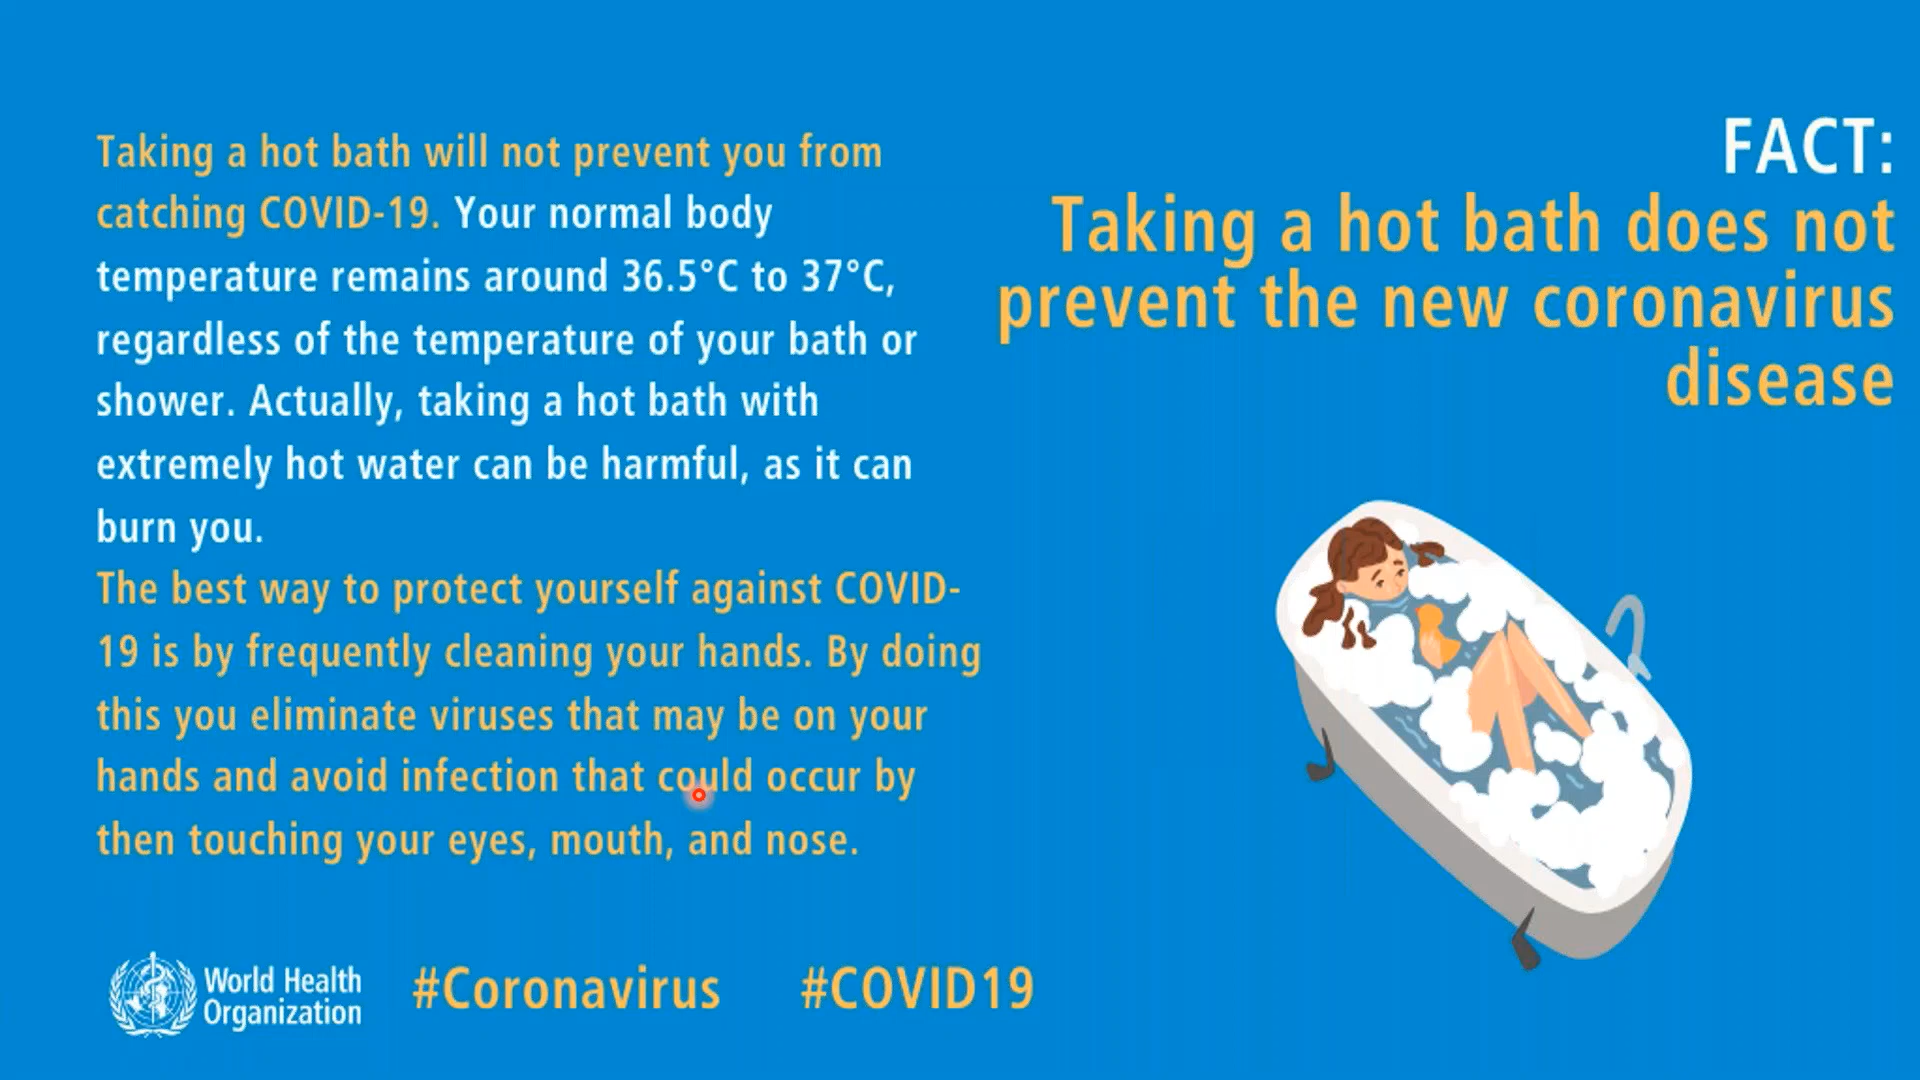 Taking a hot bath will not prevent you from
catching COVID-19. Your normal body
temperature remains around 36.5°C to 37°C,
regardless of the temperature of your bath or
shower. Actually, taking a hot bath with
extremely hot water can be harmful, as it can
burn you.
The best way to protect yourself against COVID-
19 is by frequently cleaning your hands. By doing
this you eliminate viruses that may be on your
hands and avoid infection that could occur by
then touching your eyes, mouth, and nose.
FACT:
Taking a hot bath does not
prevent the new coronavirus
disease
World Health
Organization
#Coronavirus
#COVID19